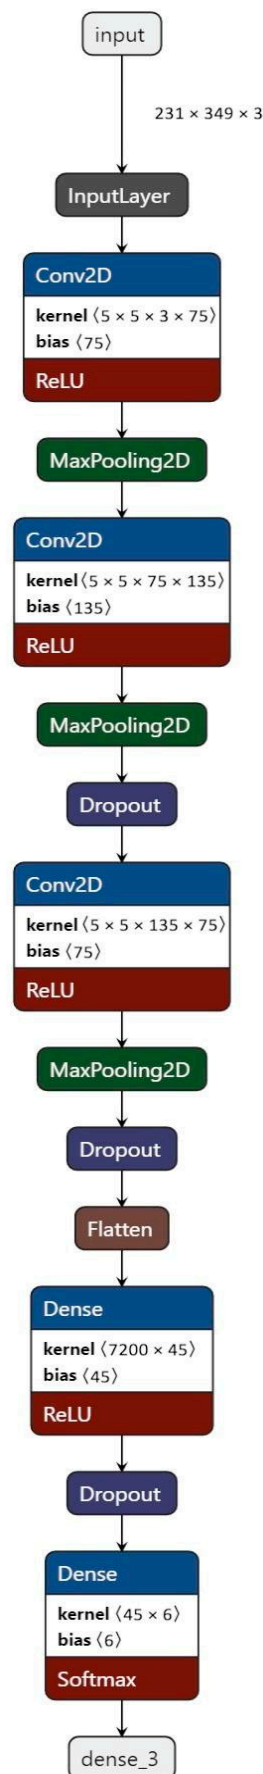 input
231 × 349 × 3
InputLayer
Conv2D
kernel ⟨5 × 5 × 3 × 75⟩
bias ⟨75⟩
ReLU
MaxPooling2D
Conv2D
kernel ⟨5 × 5 × 75 × 135⟩
bias ⟨135⟩
ReLU
MaxPooling2D
Dropout
Conv2D
kernel ⟨5 × 5 × 135 × 75⟩
bias ⟨75⟩
ReLU
MaxPooling2D
Dropout
Flatten
Dense
kernel ⟨7200 × 45⟩
bias ⟨45⟩
ReLU
Dropout
Dense
kernel ⟨45 × 6⟩
bias ⟨6⟩
Softmax
dense_3